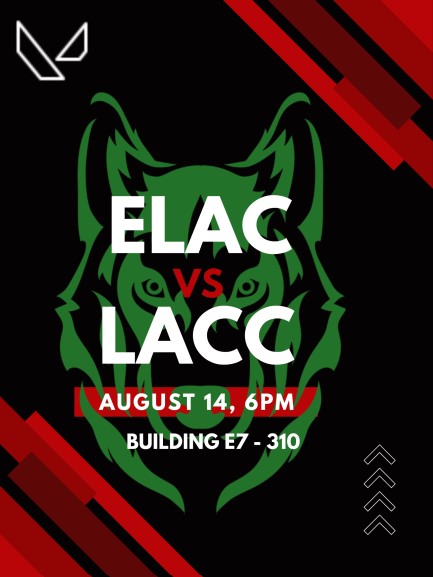 ELAC
VS
LACC
AUGUST 14, 6PM
BUILDING E7 - 310